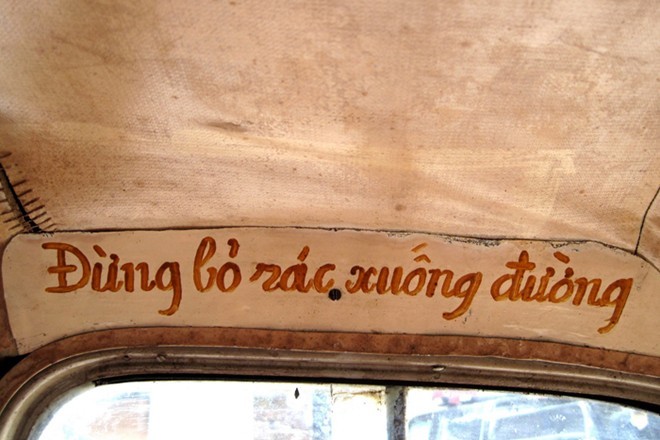 Đừng bỏ rác xuống đường